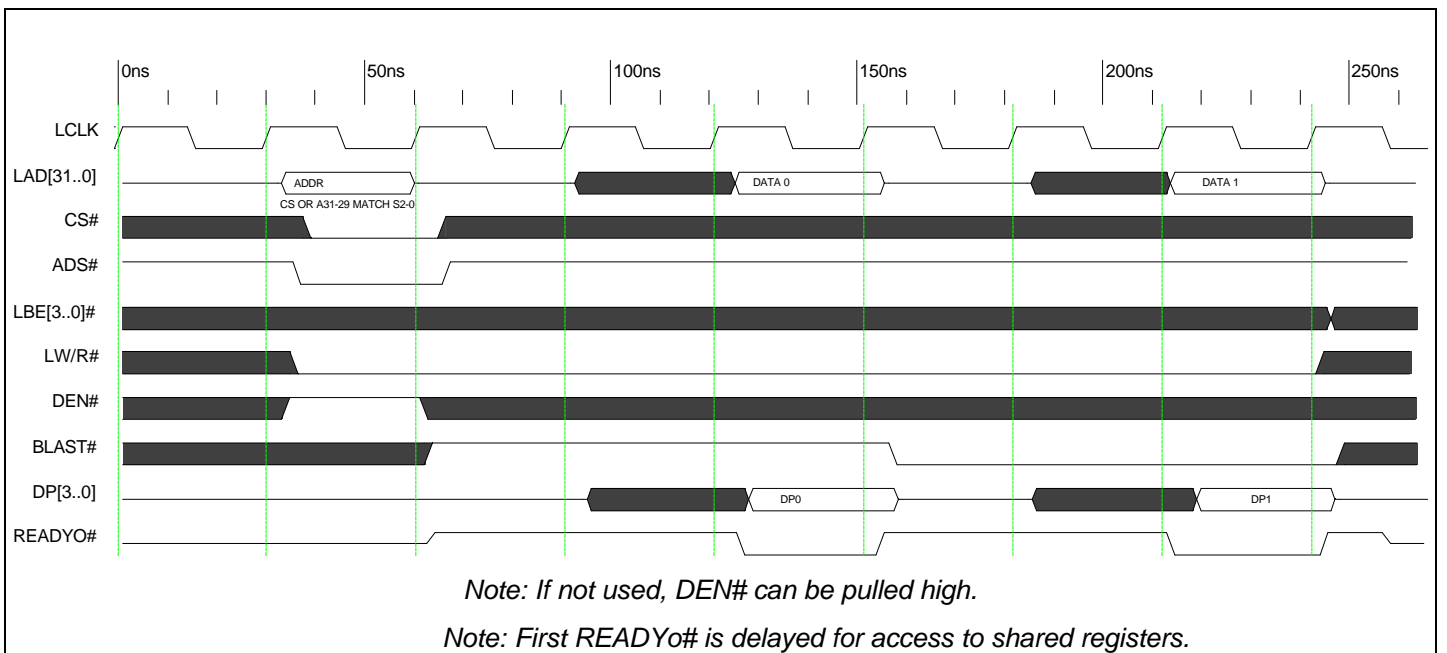 0ns 50ns 100ns 150ns 200ns 250ns
LCLK
LAD[31..0] ADDR DATA 0 DATA 1
CS OR A31-29 MATCH S2-0
CS#
ADS#
LBE[3..0]#
LW/R#
DEN#
BLAST#
DP[3..0] DP0 DP1
READYO#
Note: If not used, DEN# can be pulled high.
Note: First READYo# is delayed for access to shared registers.